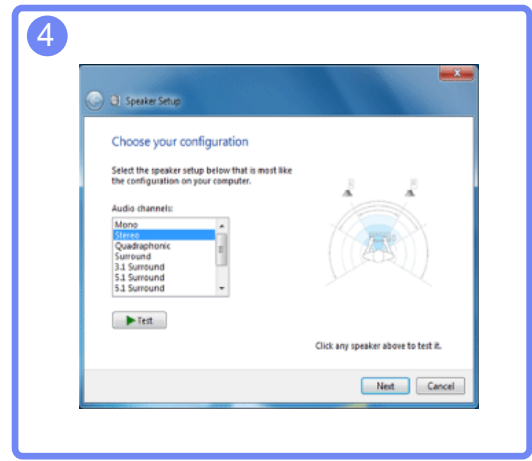 4
Speaker Setup
Choose your configuration
Select the speaker setup below that is most like
the configuration on your computer.
Audio channels:
Mono
Stereo
Quadraphonic
Surround
3.1 Surround
5.1 Surround
5.1 Surround
Test
Click any speaker above to test it.
Next
Cancel